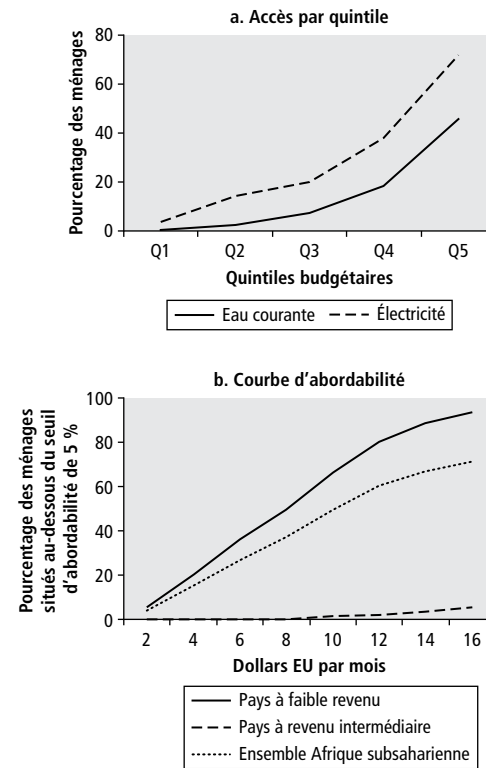 a. Accès par quintile
Pourcentage des ménages
80
60
40
20
0
Q1 Q2 Q3 Q4 Q5
Quintiles budgétaires
Eau courante Électricité
b. Courbe d’abordabilité
Pourcentage des ménages
situés au-dessous du seuil
d’abordabilité de 5 %
100
80
60
40
20
0
2 4 6 8 10 12 14 16
Dollars EU par mois
Pays à faible revenu
Pays à revenu intermédiaire
Ensemble Afrique subsaharienne